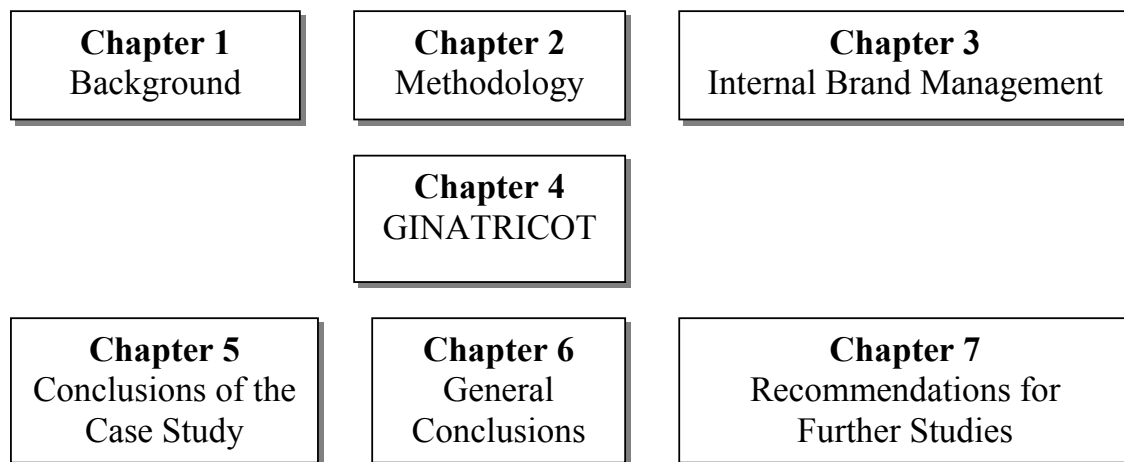 Chapter 1
Background
Chapter 2
Methodology
Chapter 3
Internal Brand Management
Chapter 4
GINATRICOT
Chapter 5
Conclusions of the
Case Study
Chapter 6
General
Conclusions
Chapter 7
Recommendations for
Further Studies